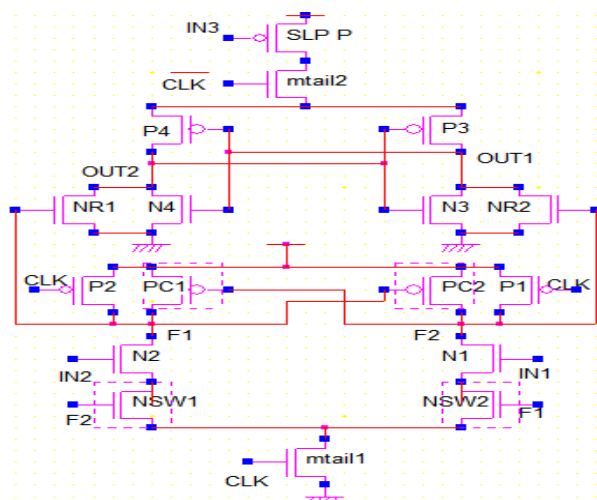 IN3
SLP P
CLK
mtail2
P4
P3
OUT2
OUT1
NR1
N4
N3
NR2
CLK
P2
PC1
PC2
P1
CLK
F1
F2
N2
N1
IN2
IN1
NSW1
NSW2
F2
F1
mtail1
CLK